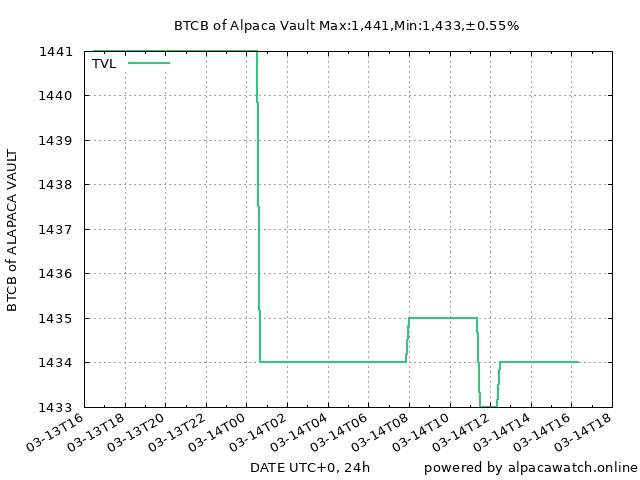 BTCB of Alpaca Vault Max:1,441,Min:1,433,±0.55%
TVL
1441
1440
1439
1438
1437
1436
1435
1434
1433
BTCB of ALAPACA VAULT
03-13T16
03-13T18
03-13T20
03-13T22
03-14T00
03-14T02
03-14T04
03-14T06
03-14T08
03-14T10
03-14T12
03-14T14
03-14T16
03-14T18
DATE UTC+0, 24h
powered by alpacawatch.online